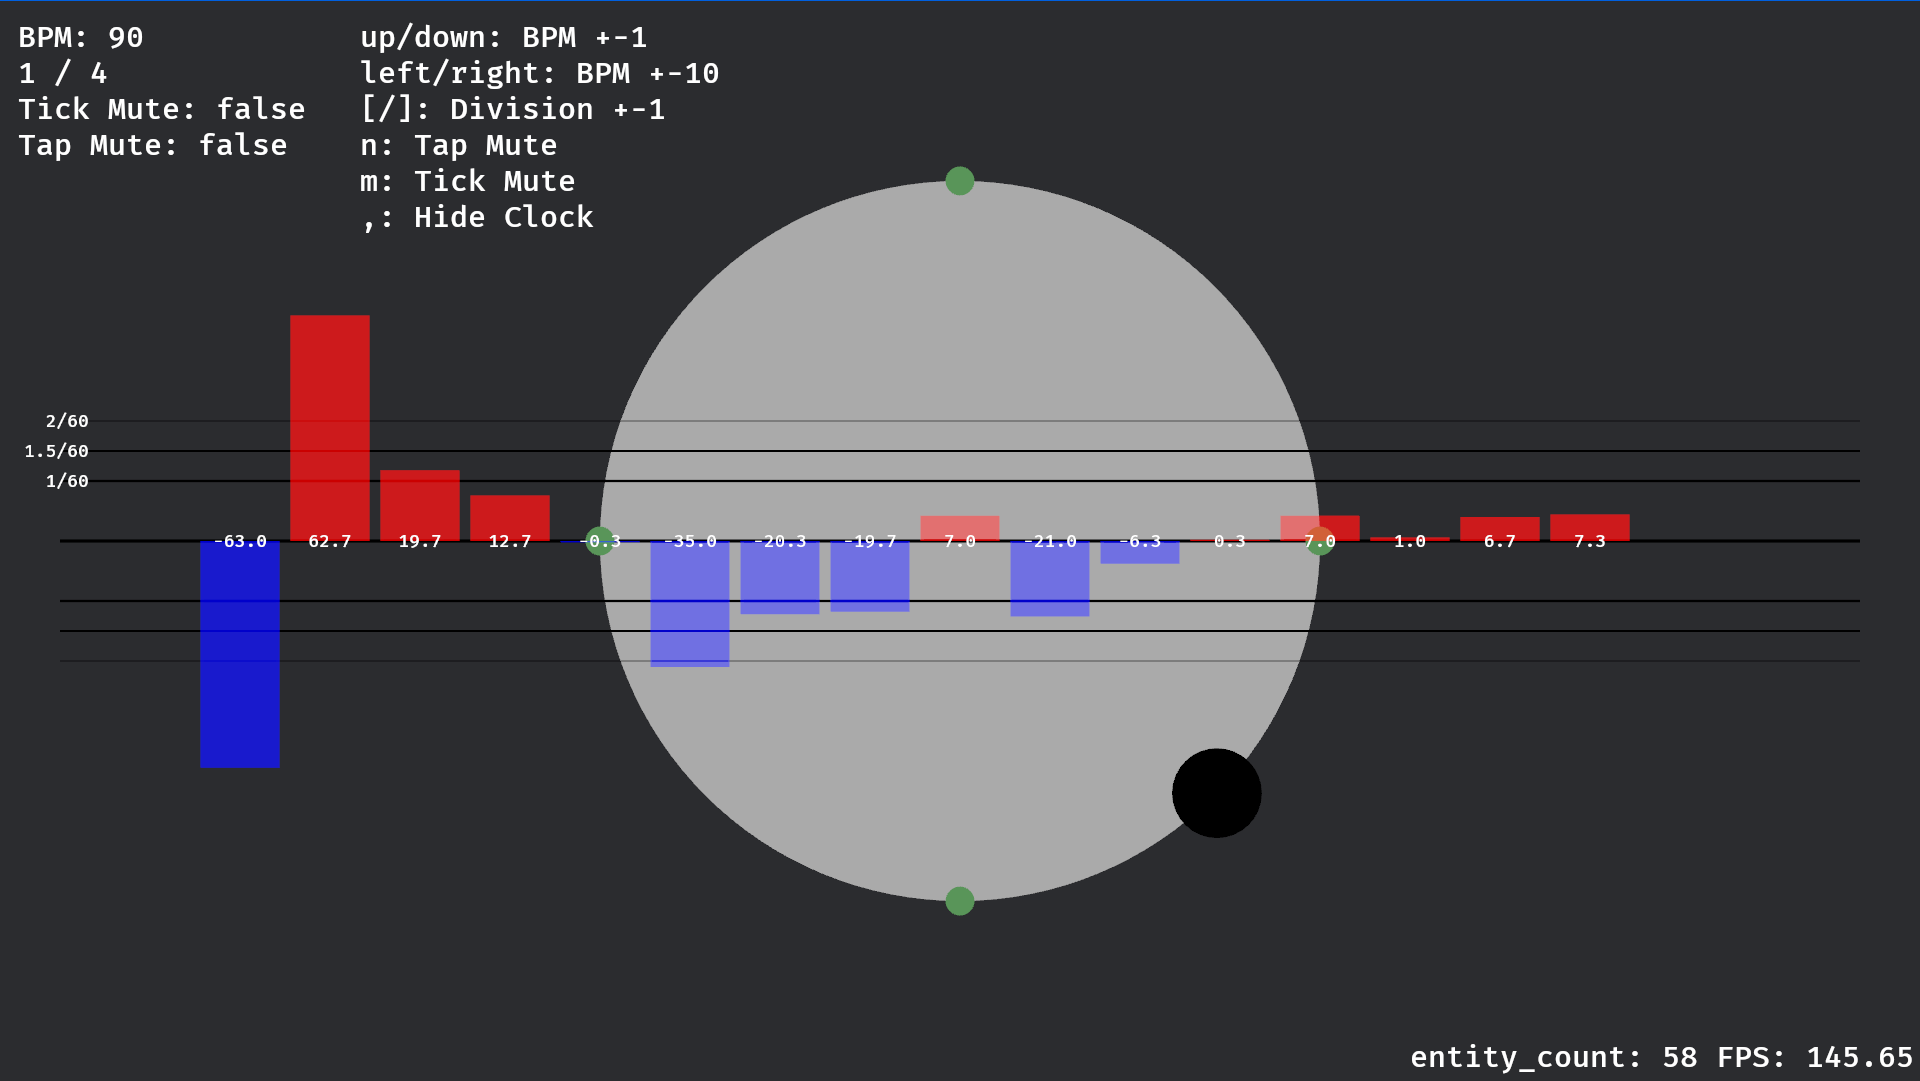 BPM: 90
1 / 4
Tick Mute: false
Tap Mute: false
up/down: BPM +-1
left/right: BPM +-10
[/]: Division +-1
n: Tap Mute
m: Tick Mute
,: Hide Clock
2/60
1.5/60
1/60
-63.0 62.7 19.7 12.7 -0.3 -35.0 -20.3 -19.7 7.0 -21.0 -6.3 0.3 7.0 1.0 6.7 7.3
entity_count: 58 FPS: 145.65